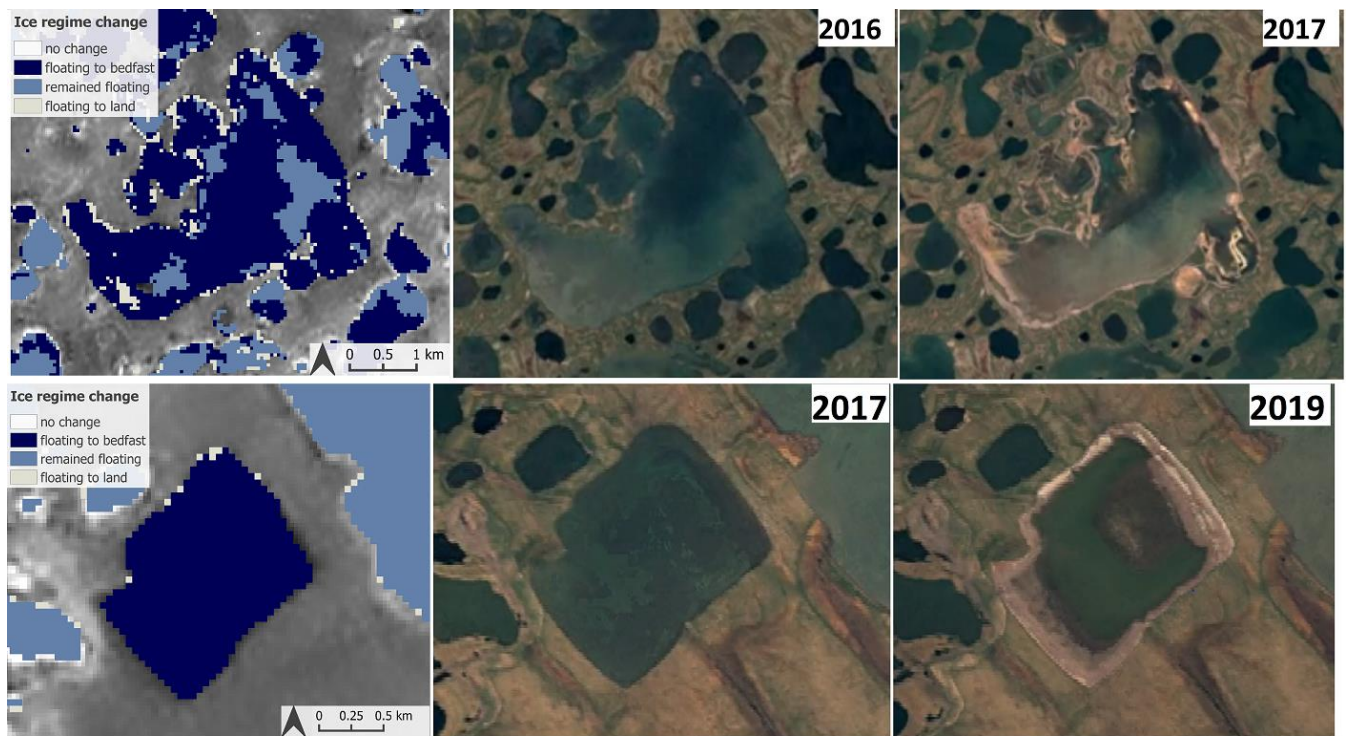 Ice regime change
no change
floating to bedfast
remained floating
floating to land
0 0.5 1 km
2016
2017
Ice regime change
no change
floating to bedfast
remained floating
floating to land
0 0.25 0.5 km
2017
2019